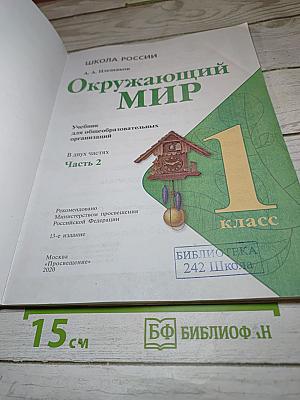 ШКОЛА РОССИИ
А. А. Плешаков
Окружающий
МИР
Учебник
для общеобразовательных
организаций
В двух частях
Часть 2
1
класс
Рекомендовано
Министерством просвещения
Российской Федерации
13-е издание
БИБЛИОТЕКА
242 Школа
Москва
«Просвещение»
2020
15 см
БФ БИБЛИОФ Н